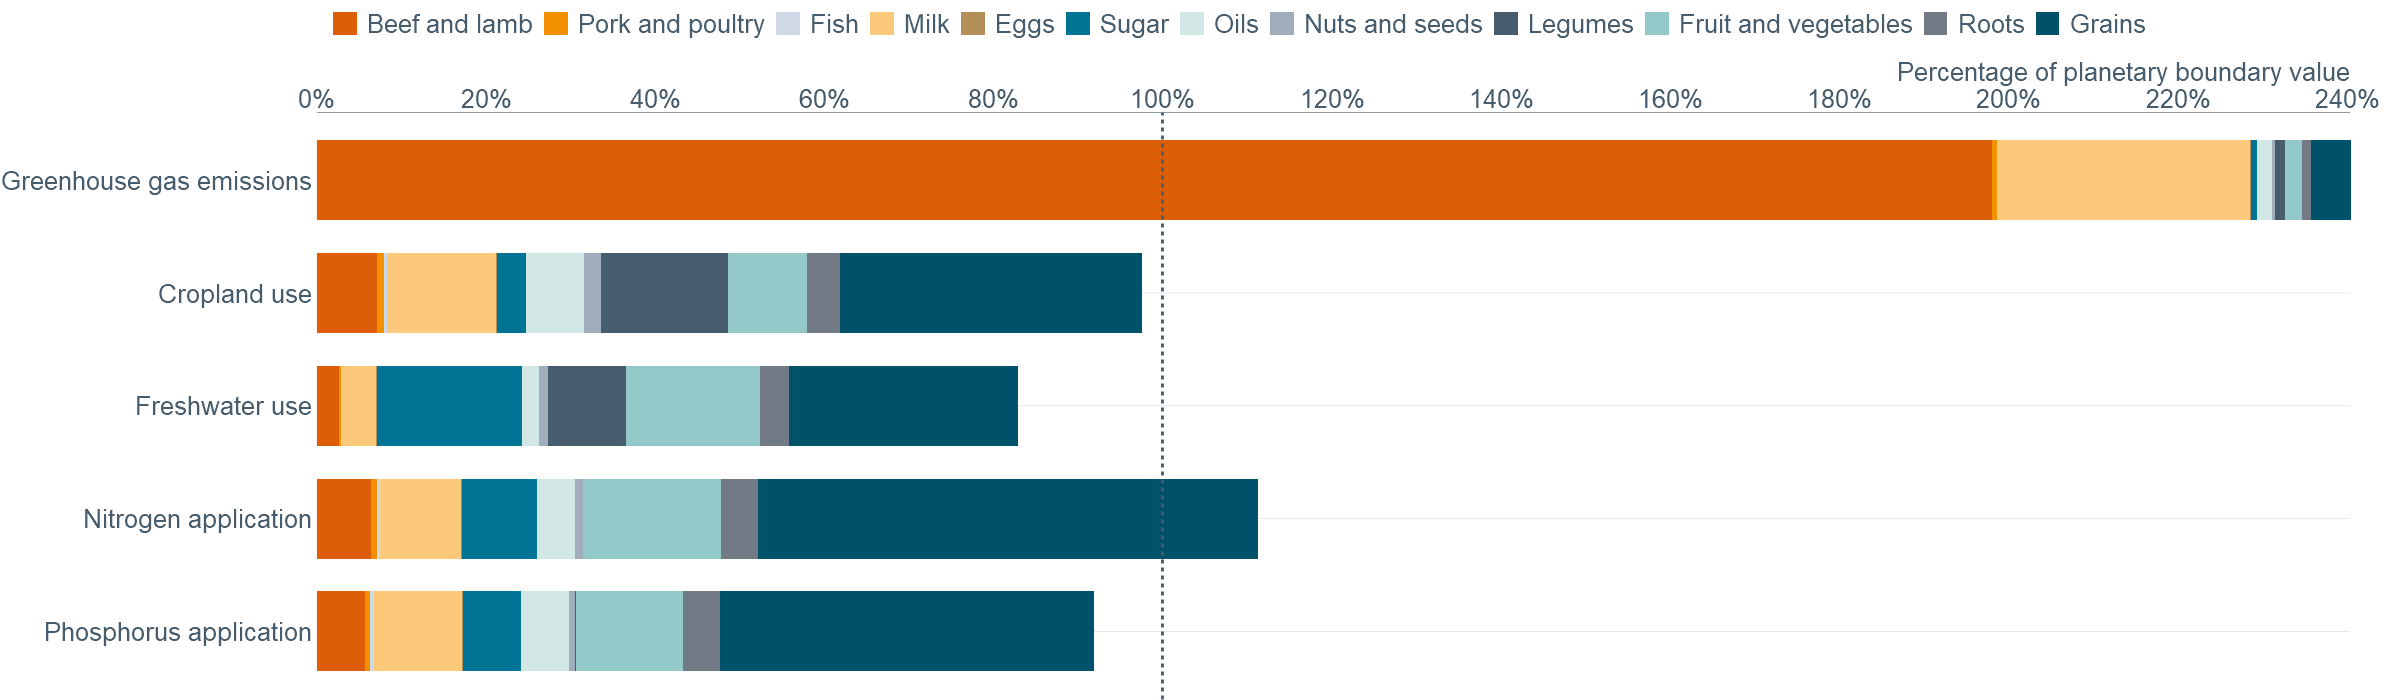 Beef and lamb Pork and poultry Fish Milk Eggs Sugar Oils Nuts and seeds Legumes Fruit and vegetables Roots Grains
Percentage of planetary boundary value
0% 20% 40% 60% 80% 100% 120% 140% 160% 180% 200% 220% 240%
Greenhouse gas emissions
Cropland use
Freshwater use
Nitrogen application
Phosphorus application